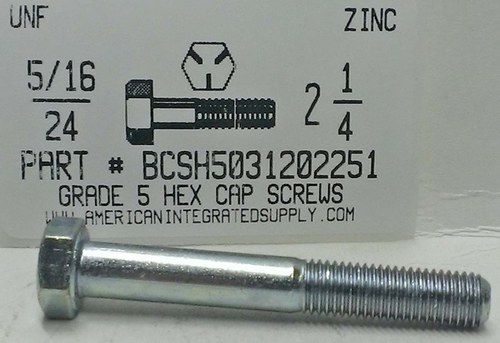 UNF ZINC
5/16 2 1/4
24
PART # BCSH5031202251
GRADE 5 HEX CAP SCREWS
WWW.AMERICANINTEGRATEDSUPPLY.COM